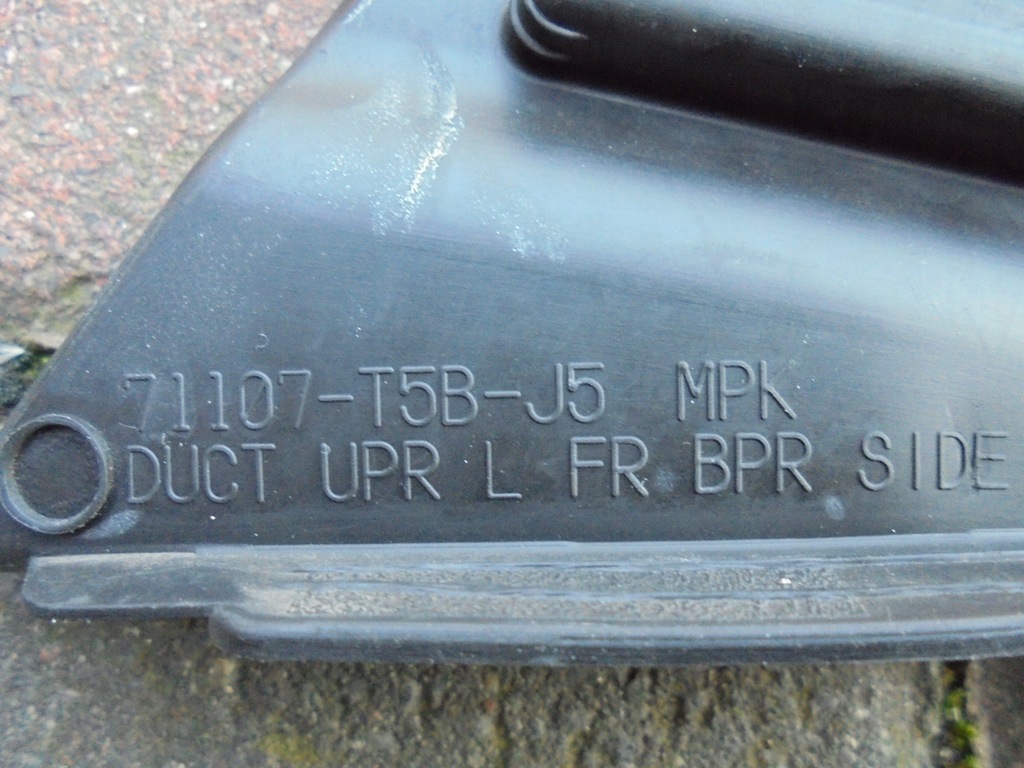 71107-T5B-J5 MPK
DUCT UPR L FR BPR SIDE